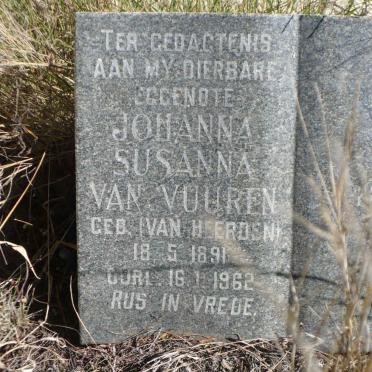 TER GEDAGTENIS
AAN MY DIERBARE
EGGENOTE
JOHANNA
SUSANNA
VAN VUUREN
GEB. (VAN HEERDEN)
18. 5. 1891
OORL. 16. 1. 1962
RUS IN VREDE.